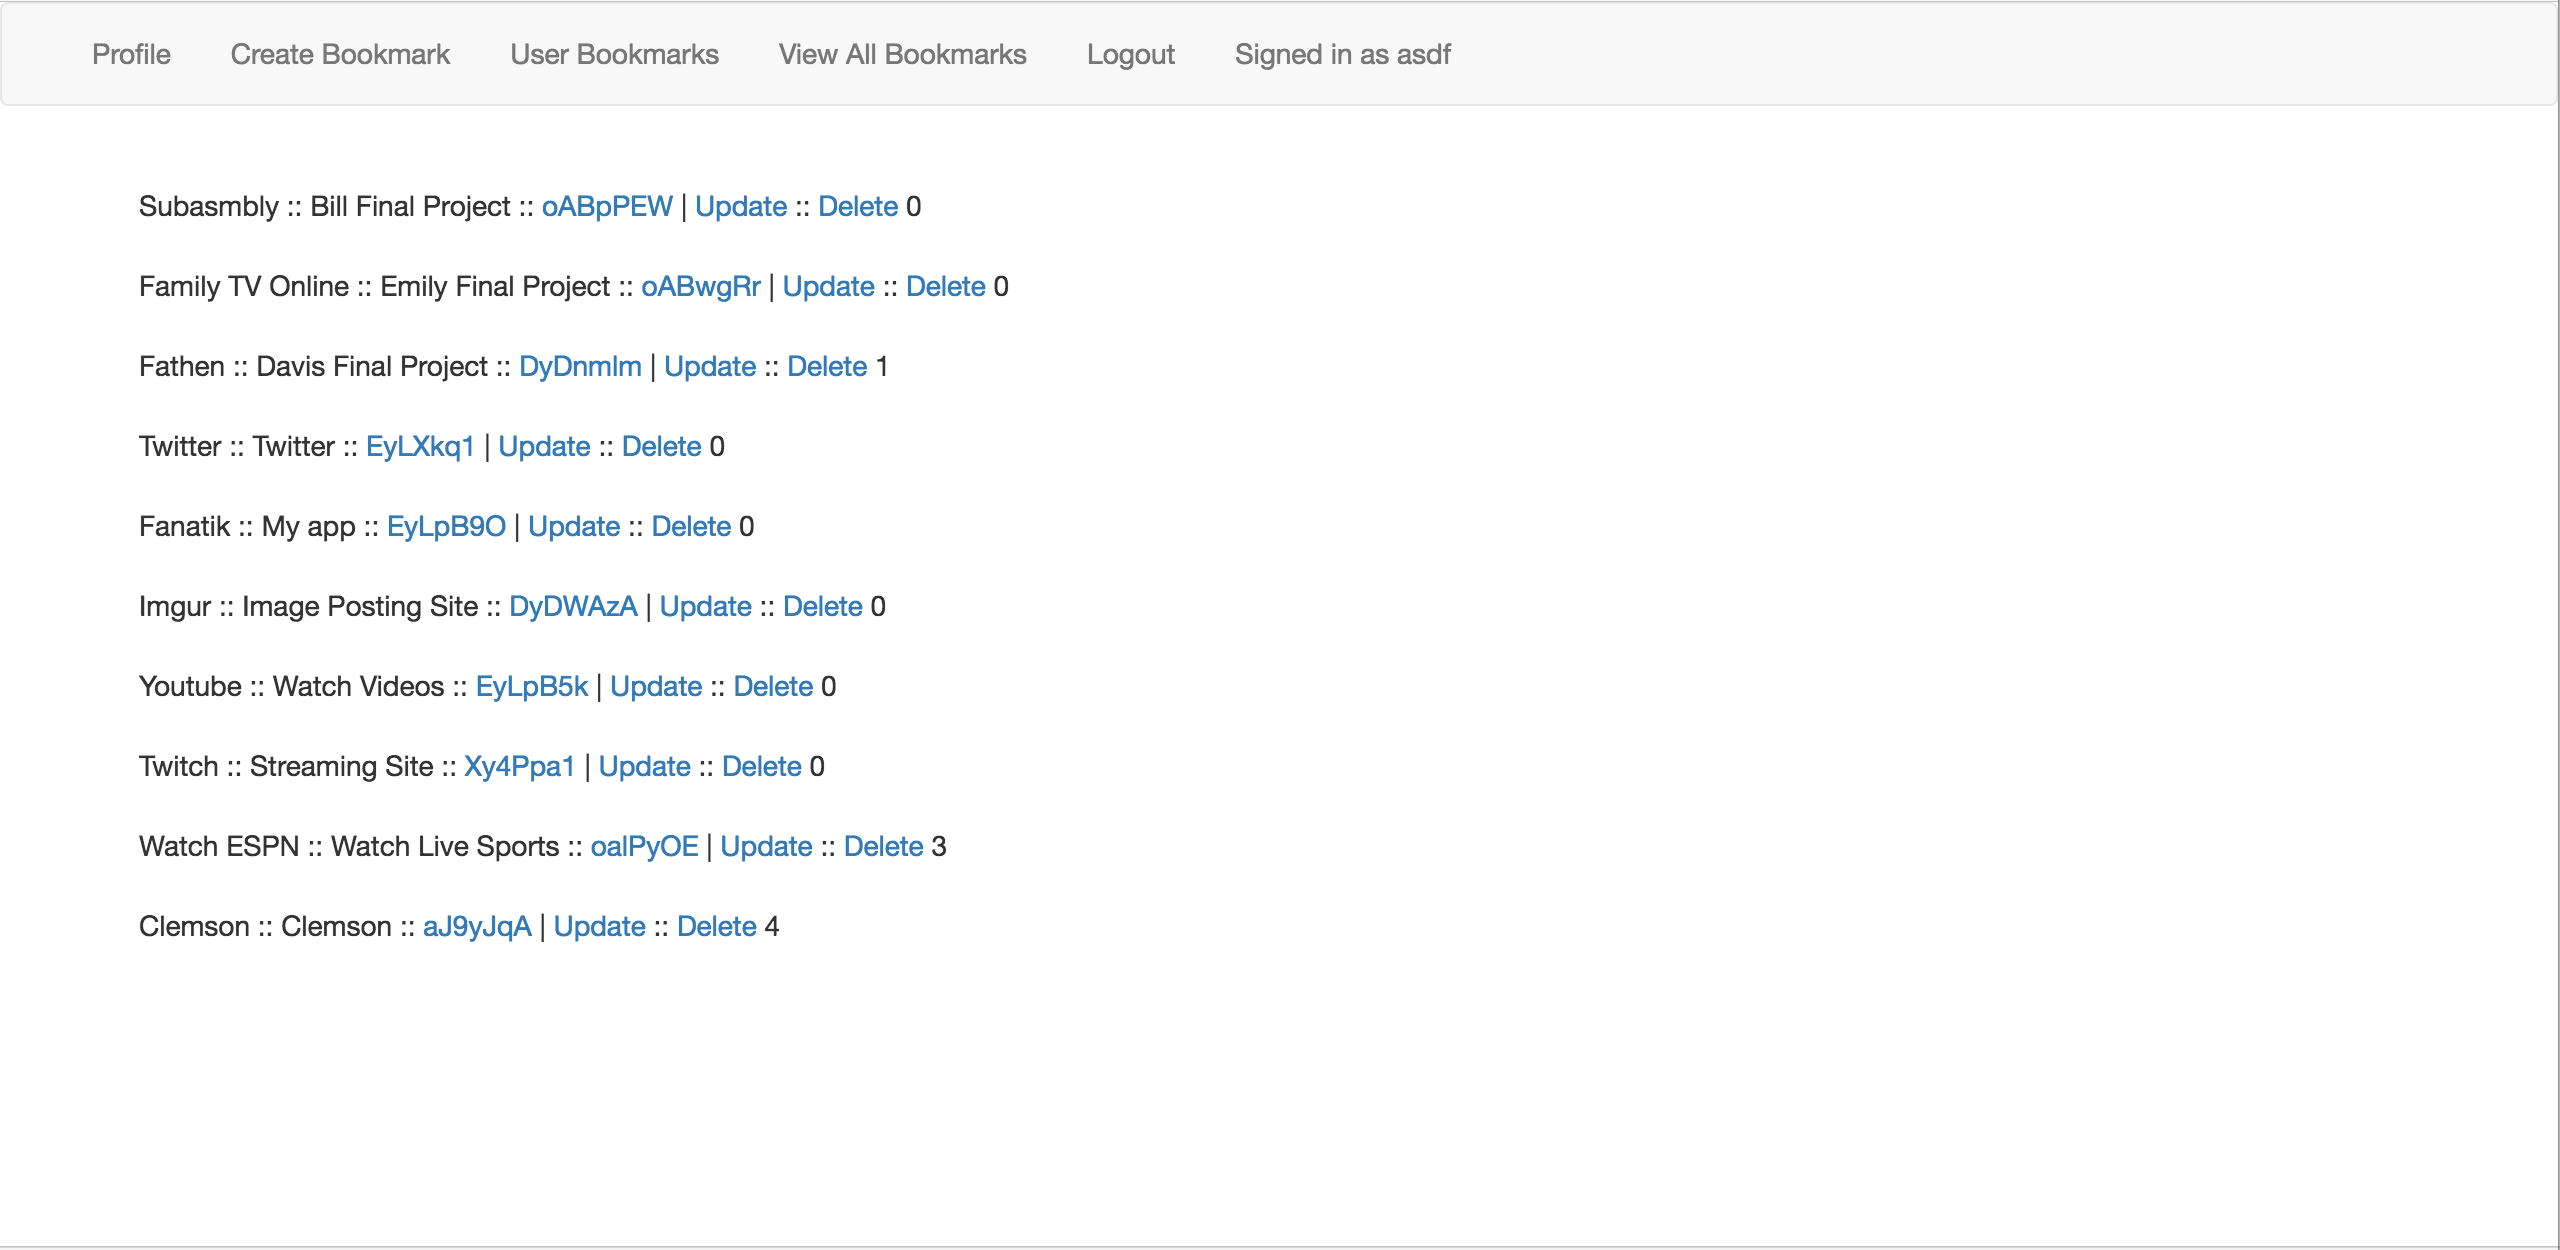 Profile Create Bookmark User Bookmarks View All Bookmarks Logout Signed in as asdf
Subasmbly :: Bill Final Project :: oABpPEW | Update :: Delete 0
Family TV Online :: Emily Final Project :: oABwgRr | Update :: Delete 0
Fathen :: Davis Final Project :: DyDnmlm | Update :: Delete 1
Twitter :: Twitter :: EyLXkq1 | Update :: Delete 0
Fanatik :: My app :: EyLpB9O | Update :: Delete 0
Imgur :: Image Posting Site :: DyDWAzA | Update :: Delete 0
Youtube :: Watch Videos :: EyLpB5k | Update :: Delete 0
Twitch :: Streaming Site :: Xy4Ppa1 | Update :: Delete 0
Watch ESPN :: Watch Live Sports :: oalPyOE | Update :: Delete 3
Clemson :: Clemson :: aJ9yJqA | Update :: Delete 4